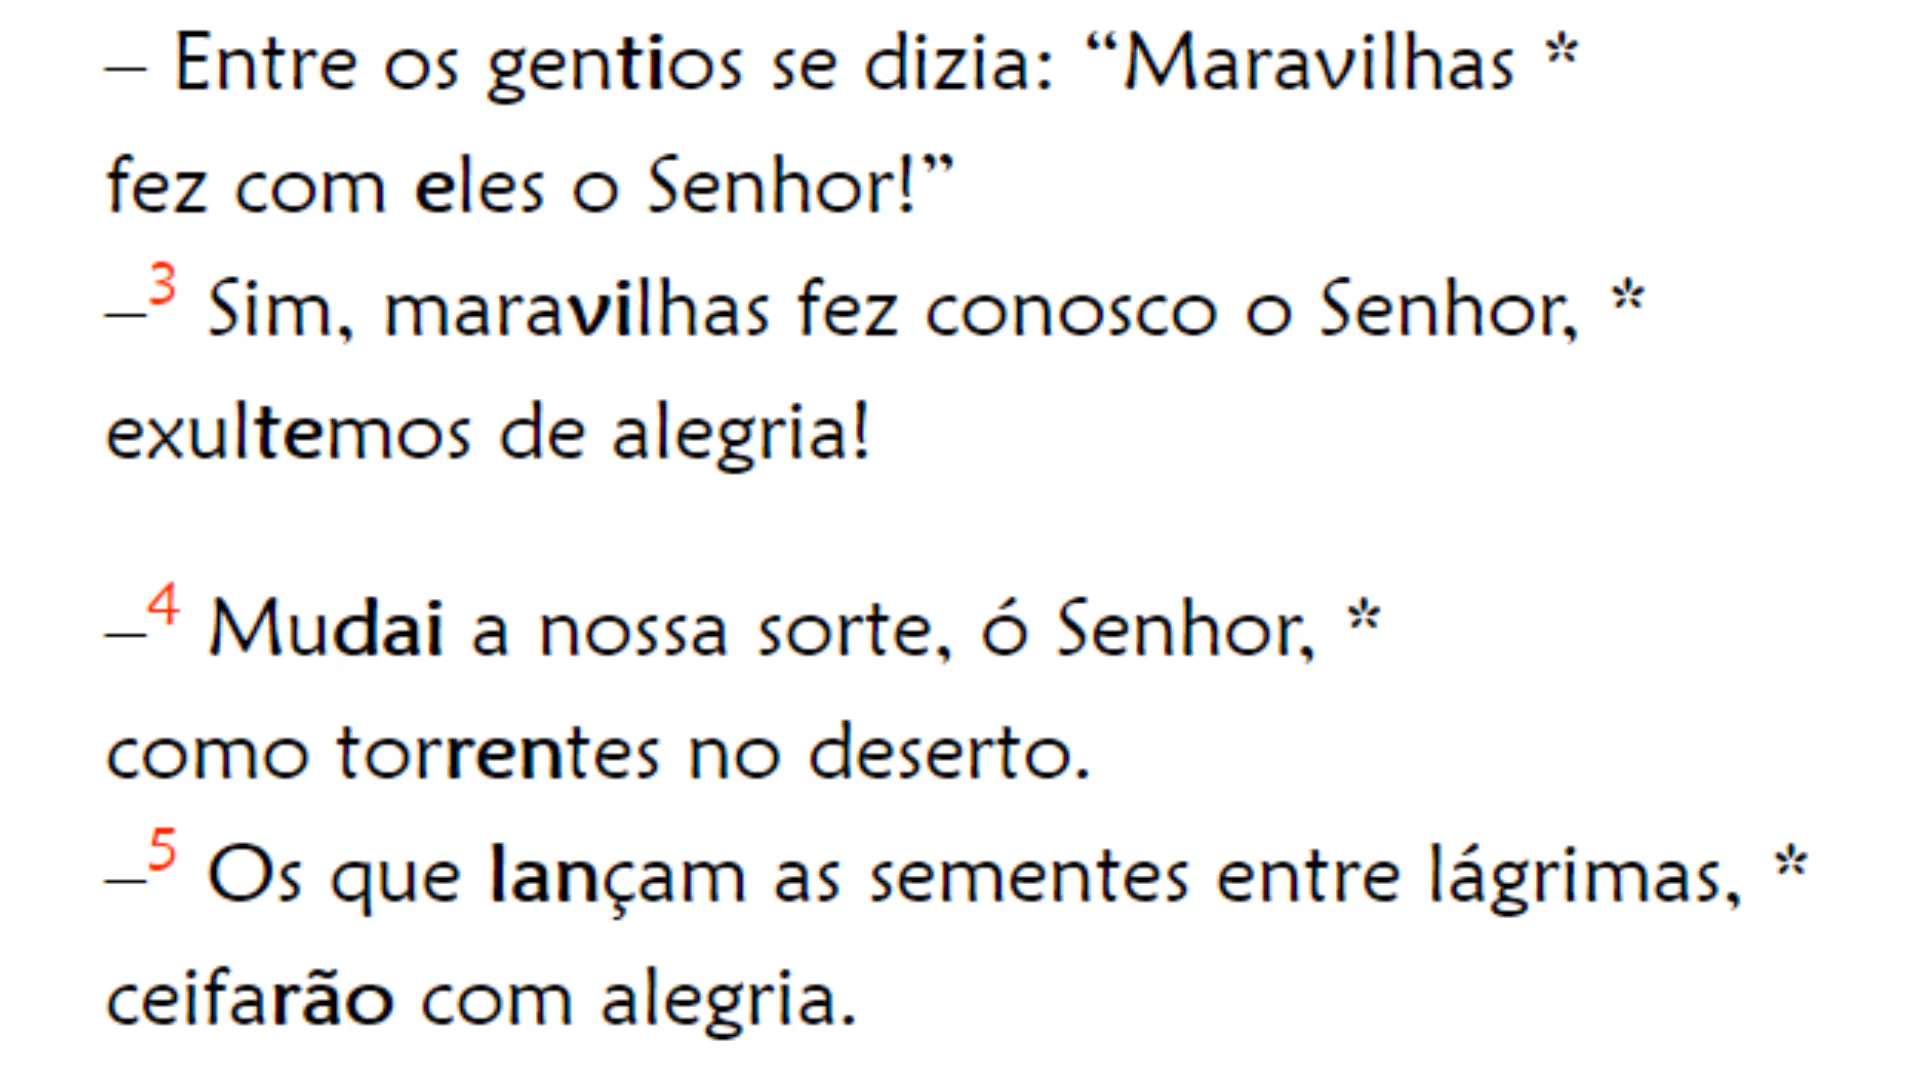 – Entre os gentios se dizia: “Maravilhas *
fez com eles o Senhor!”
–3 Sim, maravilhas fez conosco o Senhor, *
exultemos de alegria!
–4 Mudai a nossa sorte, ó Senhor, *
como torrentes no deserto.
–5 Os que lançam as sementes entre lágrimas, *
ceifarão com alegria.